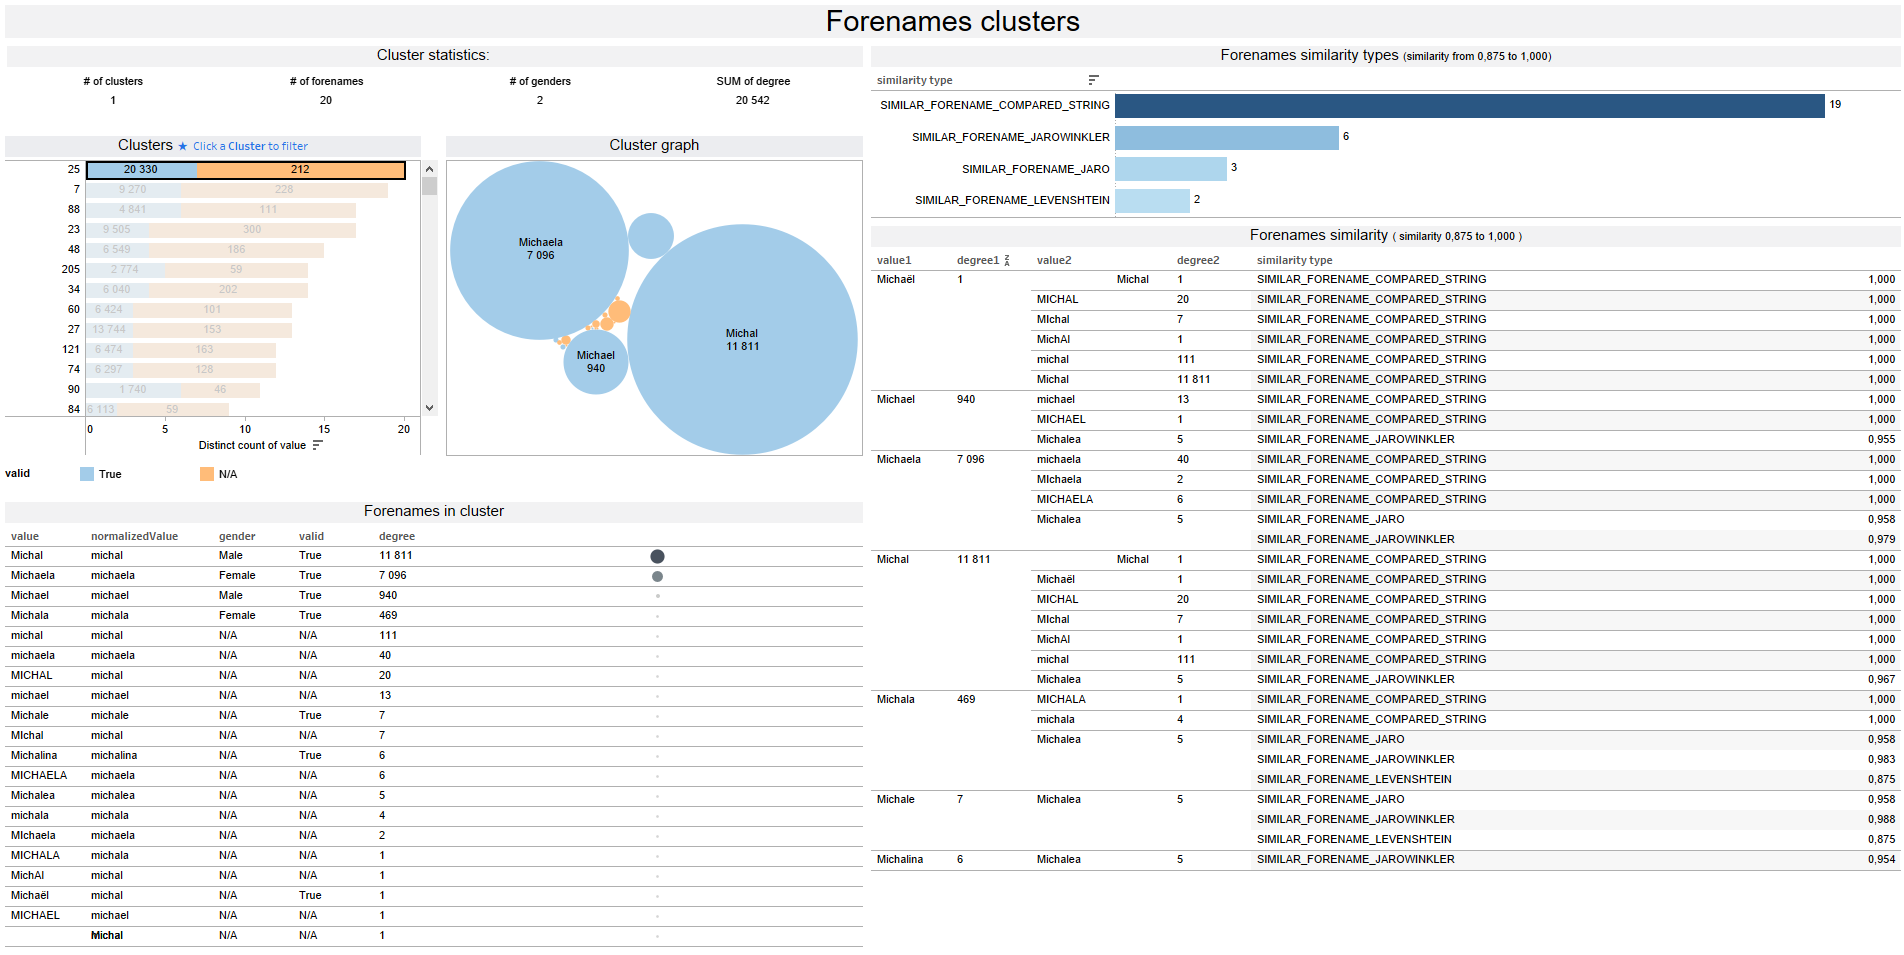 Forenames clusters
Cluster statistics:
# of clusters # of forenames # of genders SUM of degree
1 20 2 20 542
Clusters ★ Click a Cluster to filter
25 20 330 212
7 9 270 228
88 4 841 111
23 9 505 300
48 6 549 186
205 2 774 59
34 6 040 202
60 6 424 101
27 13 744 153
121 6 474 163
74 6 297 128
90 1 740 46
84 6 113 59
0 5 10 15 20
Distinct count of value
valid True N/A
Cluster graph
Michaela
7 096
Michal
11 811
Michael
940
Forenames in cluster
value normalizedValue gender valid degree
Michal michal Male True 11 811
Michaela michaela Female True 7 096
Michael michael Male True 940
Michala michala Female True 469
michal michal N/A N/A 111
michaela michaela N/A N/A 40
MICHAL michal N/A N/A 20
michael michael N/A N/A 13
Michale michale N/A True 7
MIchal michal N/A N/A 7
Michalina michalina N/A True 6
MICHAELA michaela N/A N/A 6
Michalea michalea N/A N/A 5
michala michala N/A N/A 4
MIchaela michaela N/A N/A 2
MICHALA michala N/A N/A 1
MichAl michal N/A N/A 1
Michaël michal N/A True 1
MICHAEL michael N/A N/A 1
Michal N/A N/A 1
Forenames similarity types (similarity from 0,875 to 1,000)
similarity type
SIMILAR_FORENAME_COMPARED_STRING 19
SIMILAR_FORENAME_JAROWINKLER 6
SIMILAR_FORENAME_JARO 3
SIMILAR_FORENAME_LEVENSHTEIN 2
Forenames similarity ( similarity 0,875 to 1,000 )
value1 degree1 value2 degree2 similarity type
Michaël 1 Michal 1 SIMILAR_FORENAME_COMPARED_STRING 1,000
MICHAL 20 SIMILAR_FORENAME_COMPARED_STRING 1,000
MIchal 7 SIMILAR_FORENAME_COMPARED_STRING 1,000
MichAl 1 SIMILAR_FORENAME_COMPARED_STRING 1,000
michal 111 SIMILAR_FORENAME_COMPARED_STRING 1,000
Michal 11 811 SIMILAR_FORENAME_COMPARED_STRING 1,000
Michael 940 michael 13 SIMILAR_FORENAME_COMPARED_STRING 1,000
MICHAEL 1 SIMILAR_FORENAME_COMPARED_STRING 1,000
Michalea 5 SIMILAR_FORENAME_JAROWINKLER 0,955
Michaela 7 096 michaela 40 SIMILAR_FORENAME_COMPARED_STRING 1,000
MIchaela 2 SIMILAR_FORENAME_COMPARED_STRING 1,000
MICHAELA 6 SIMILAR_FORENAME_COMPARED_STRING 1,000
Michalea 5 SIMILAR_FORENAME_JARO 0,958
SIMILAR_FORENAME_JAROWINKLER 0,979
Michal 11 811 Michal 1 SIMILAR_FORENAME_COMPARED_STRING 1,000
Michaël 1 SIMILAR_FORENAME_COMPARED_STRING 1,000
MICHAL 20 SIMILAR_FORENAME_COMPARED_STRING 1,000
MIchal 7 SIMILAR_FORENAME_COMPARED_STRING 1,000
MichAl 1 SIMILAR_FORENAME_COMPARED_STRING 1,000
michal 111 SIMILAR_FORENAME_COMPARED_STRING 1,000
Michalea 5 SIMILAR_FORENAME_JAROWINKLER 0,967
Michala 469 MICHALA 1 SIMILAR_FORENAME_COMPARED_STRING 1,000
michala 4 SIMILAR_FORENAME_COMPARED_STRING 1,000
Michalea 5 SIMILAR_FORENAME_JARO 0,958
SIMILAR_FORENAME_JAROWINKLER 0,983
SIMILAR_FORENAME_LEVENSHTEIN 0,875
Michale 7 Michalea 5 SIMILAR_FORENAME_JARO 0,958
SIMILAR_FORENAME_JAROWINKLER 0,988
SIMILAR_FORENAME_LEVENSHTEIN 0,875
Michalina 6 Michalea 5 SIMILAR_FORENAME_JAROWINKLER 0,954